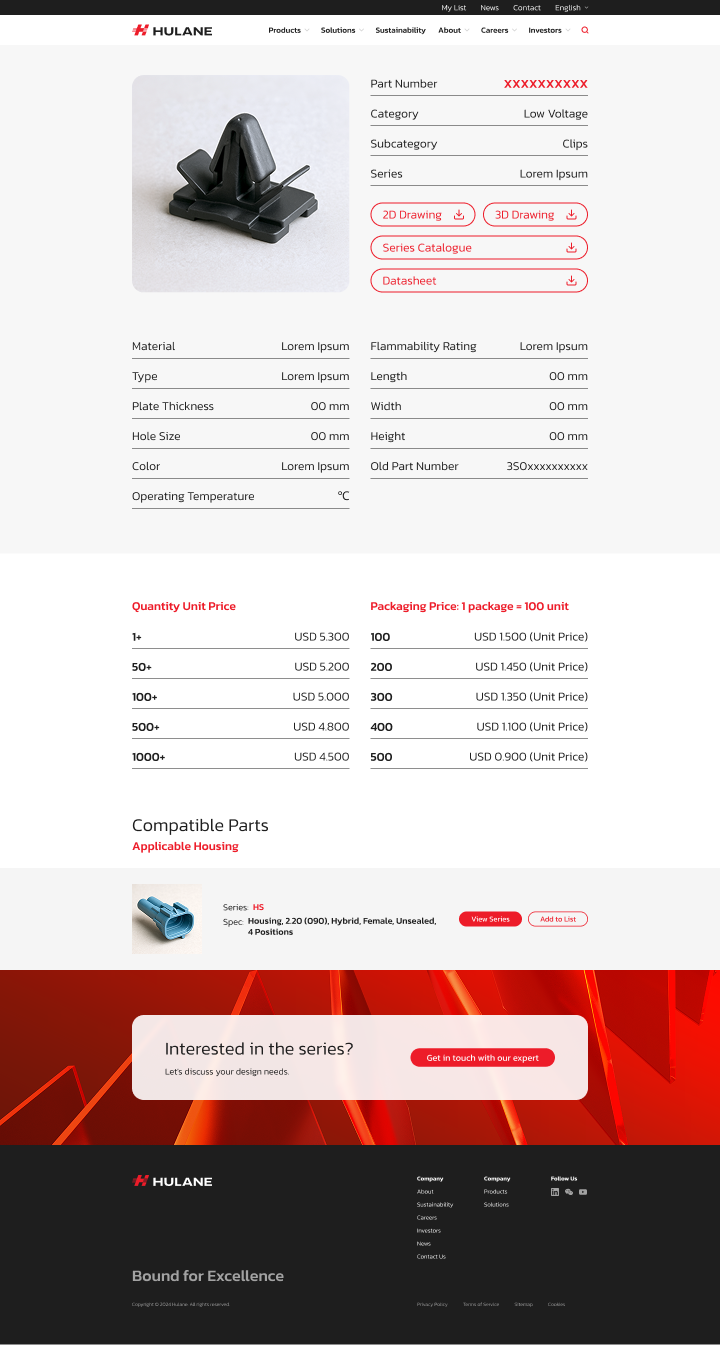 My List News Contact English
HULANE Products Solutions Sustainability About Careers Investors
Part Number XXXXXXXXXX
Category Low Voltage
Subcategory Clips
Series Lorem Ipsum
2D Drawing 3D Drawing
Series Catalogue
Datasheet
Material Lorem Ipsum
Type Lorem Ipsum
Plate Thickness 00 mm
Hole Size 00 mm
Color Lorem Ipsum
Operating Temperature °C
Flammability Rating Lorem Ipsum
Length 00 mm
Width 00 mm
Height 00 mm
Old Part Number 3S0xxxxxxxxxx
Quantity Unit Price
1+ USD 5.300
50+ USD 5.200
100+ USD 5.000
500+ USD 4.800
1000+ USD 4.500
Packaging Price: 1 package = 100 unit
100 USD 1.500 (Unit Price)
200 USD 1.450 (Unit Price)
300 USD 1.350 (Unit Price)
400 USD 1.100 (Unit Price)
500 USD 0.900 (Unit Price)
Compatible Parts
Applicable Housing
Series: HS
Spec: Housing, 2.20 (090), Hybrid, Female, Unsealed,
4 Positions
View Series Add to List
Interested in the series?
Let's discuss your design needs.
Get in touch with our expert
HULANE
Bound for Excellence
Company
About
Sustainability
Careers
Investors
News
Contact Us
Company
Products
Solutions
Follow Us
Copyright © 2024 Hulane. All rights reserved.
Privacy Policy Terms of Service Sitemap Cookies